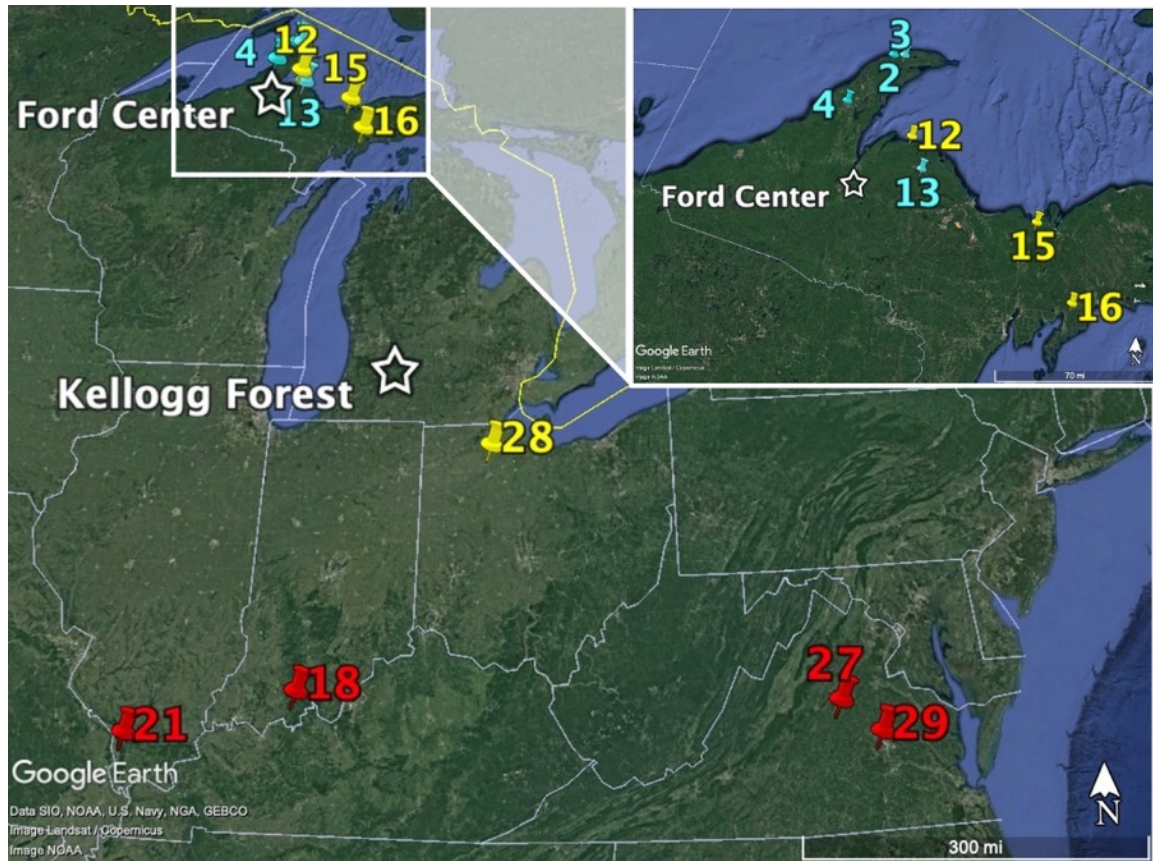 12
4
15
Ford Center
13
16
Kellogg Forest
28
27
18
29
21
Google Earth
Data SIO, NOAA, U.S. Navy, NGA, GEBCO
Image Landsat / Copernicus
Image NOAA
N
300 mi
3
2
4
12
Ford Center
13
15
16
Google Earth
Image Landsat / Copernicus
Image NOAA
N
70 mi